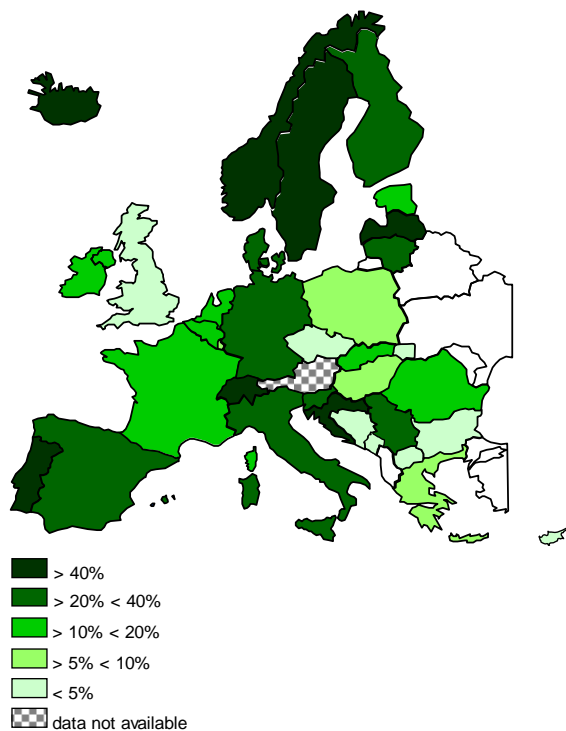 > 40%
> 20% < 40%
> 10% < 20%
> 5% < 10%
< 5%
data not available